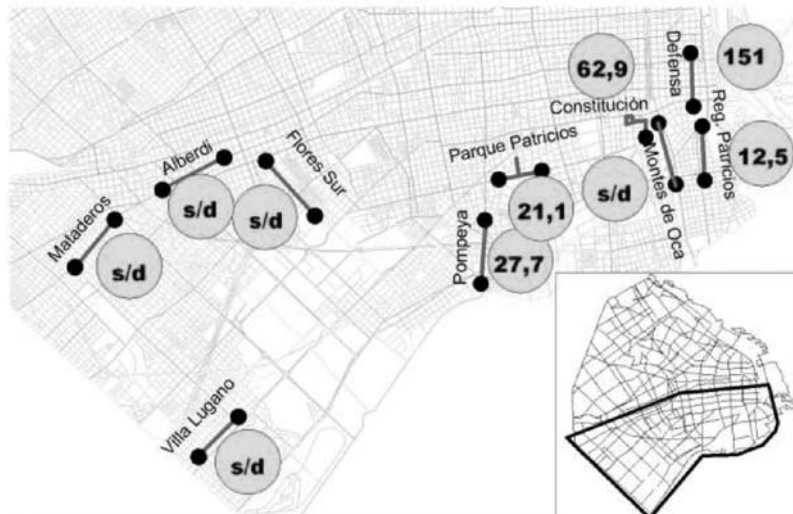 Defensa
151
62,9
Constitución
Reg. Patricios
Flores Sur
Alberdi
Parque Patricios
Montes de Oca
12,5
s/d
s/d
s/d
Mataderos
21,1
Pompeya
s/d
27,7
Villa Lugano
s/d